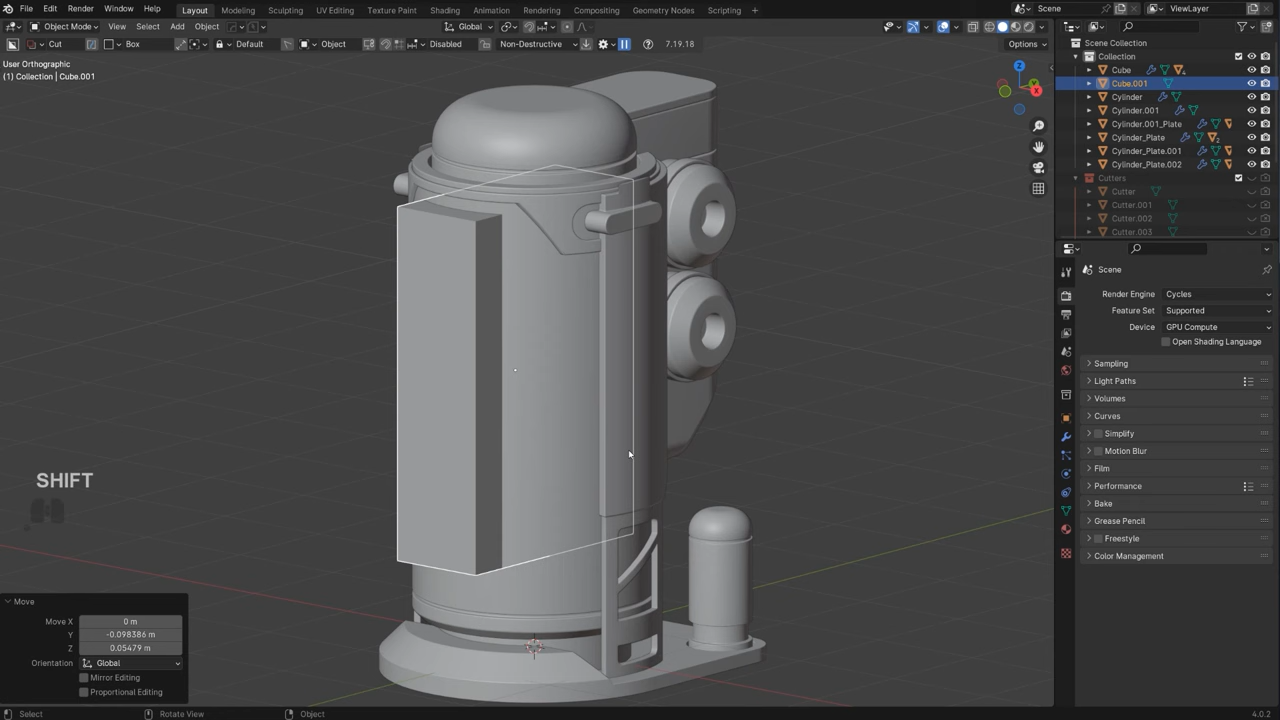 File Edit Render Window Help
Layout Modeling Sculpting UV Editing Texture Paint Shading Animation Rendering Compositing Geometry Nodes Scripting +
Scene
ViewLayer
Object Mode
View Select Add Object
Global
Cut
Box
Default
Object
Disabled
Non-Destructive
7.19.18
Options
User Orthographic
(1) Collection | Cube.001
Z
X
Scene Collection
Collection
Cube
Cube.001
Cylinder
Cylinder.001
Cylinder.001_Plate
Cylinder_Plate
Cylinder_Plate.001
Cylinder_Plate.002
Cutters
Cutter
Cutter.001
Cutter.002
Cutter.003
Scene
Render Engine Cycles
Feature Set Supported
Device GPU Compute
Open Shading Language
Sampling
Light Paths
Volumes
Curves
Simplify
Motion Blur
Film
Performance
Bake
Grease Pencil
Freestyle
Color Management
SHIFT
Move
Move X 0 m
Y -0.098386 m
Z 0.05479 m
Orientation Global
Mirror Editing
Proportional Editing
Select
Rotate View
Object
4.0.2